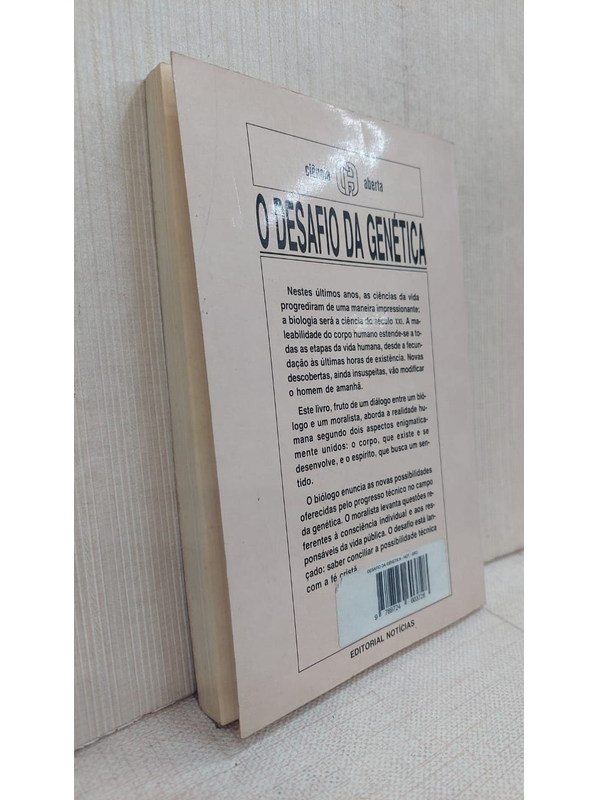 ciência aberta
O DESAFIO DA GENÉTICA
Nestes últimos anos, as ciências da vida
progrediram de uma maneira impressionante:
a biologia será a ciência do século XXI. A ma-
leabilidade do corpo humano estende-se a to-
das as etapas da vida humana, desde a fecun-
dação às últimas horas de existência. Novas
descobertas, ainda insuspeitas, vão modificar
o homem de amanhã.
Este livro, fruto de um diálogo entre um bió-
logo e um moralista, aborda a realidade hu-
mana segundo dois aspectos enigmatica-
mente unidos: o corpo, que existe e se
desenvolve, e o espírito, que busca um sen-
tido.
O biólogo enuncia as novas possibilidades
oferecidas pelo progresso técnico no campo
da genética. O moralista levanta questões re-
ferentes à consciência individual e aos res-
ponsáveis da vida pública. O desafio está lan-
çado: saber conciliar a possibilidade técnica
com a fé cristã.
DESAFIO DA GENETICA
EDITORIAL NOTÍCIAS